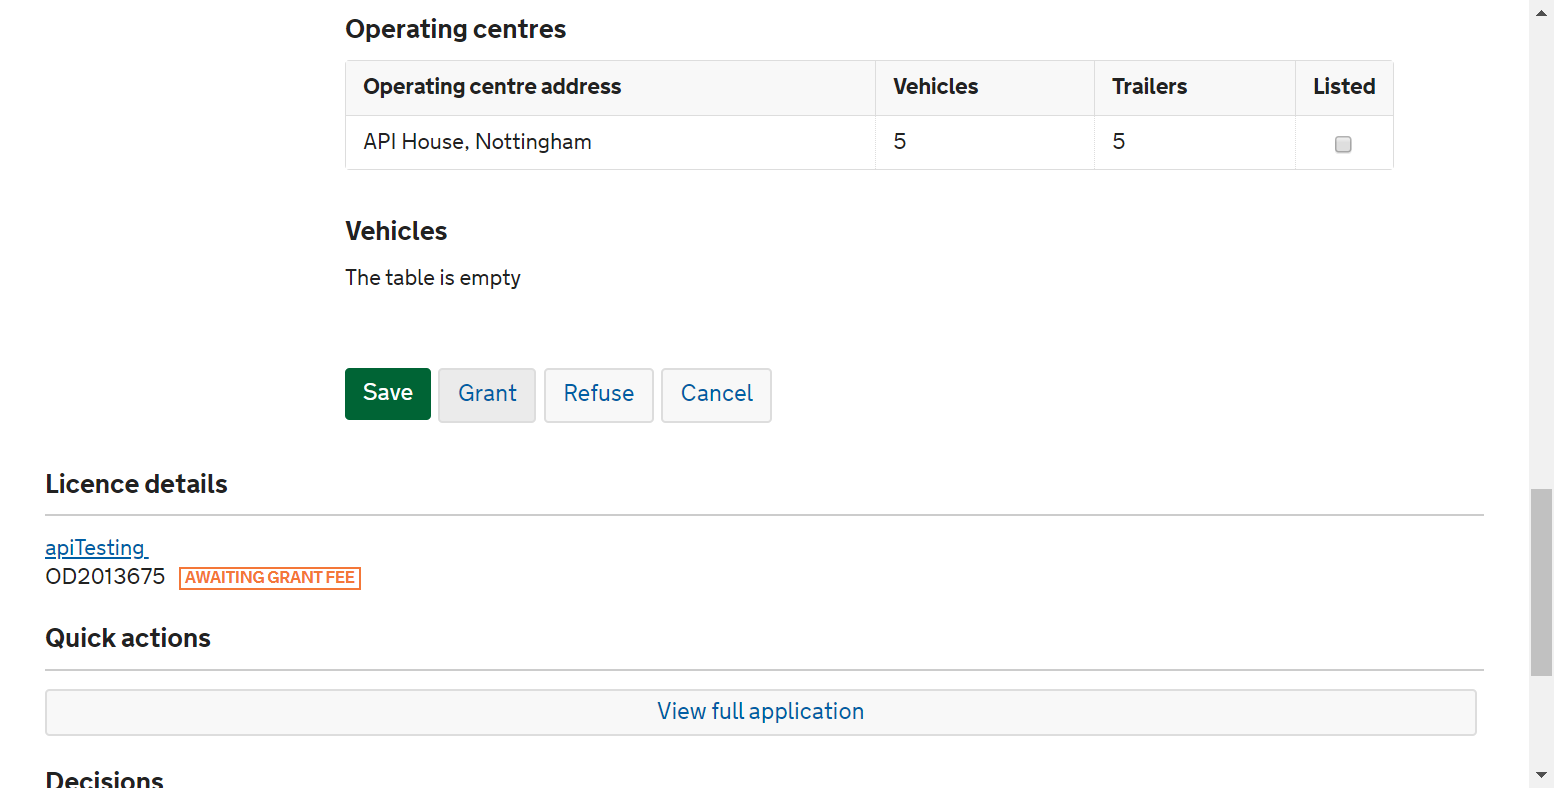 Operating centres
Operating centre address Vehicles Trailers Listed
API House, Nottingham 5 5
Vehicles
The table is empty
Save Grant Refuse Cancel
Licence details
apiTesting
OD2013675 AWAITING GRANT FEE
Quick actions
View full application
Decisions